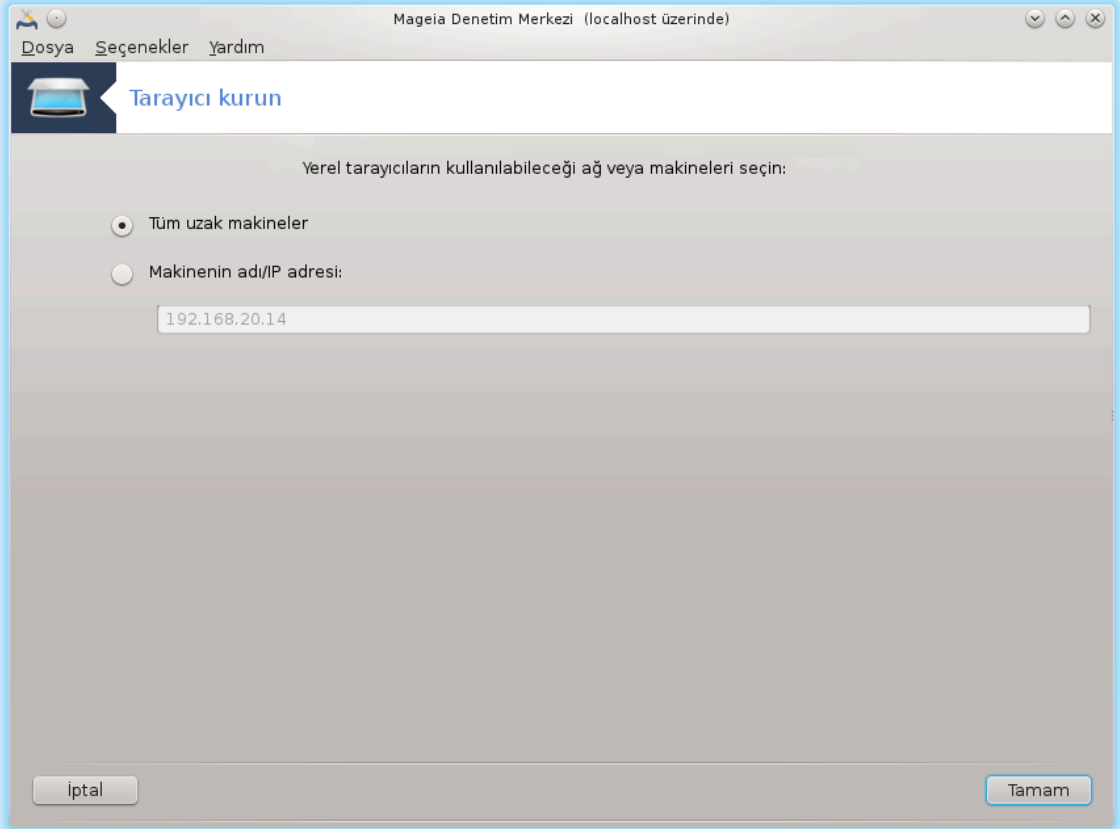 Mageia Denetim Merkezi (localhost üzerinde)
Dosya Seçenekler Yardım
Tarayıcı kurun
Yerel tarayıcıların kullanılabileceği ağ veya makineleri seçin:
Tüm uzak makineler
Makinenin adı/IP adresi:
192.168.20.14
İptal Tamam